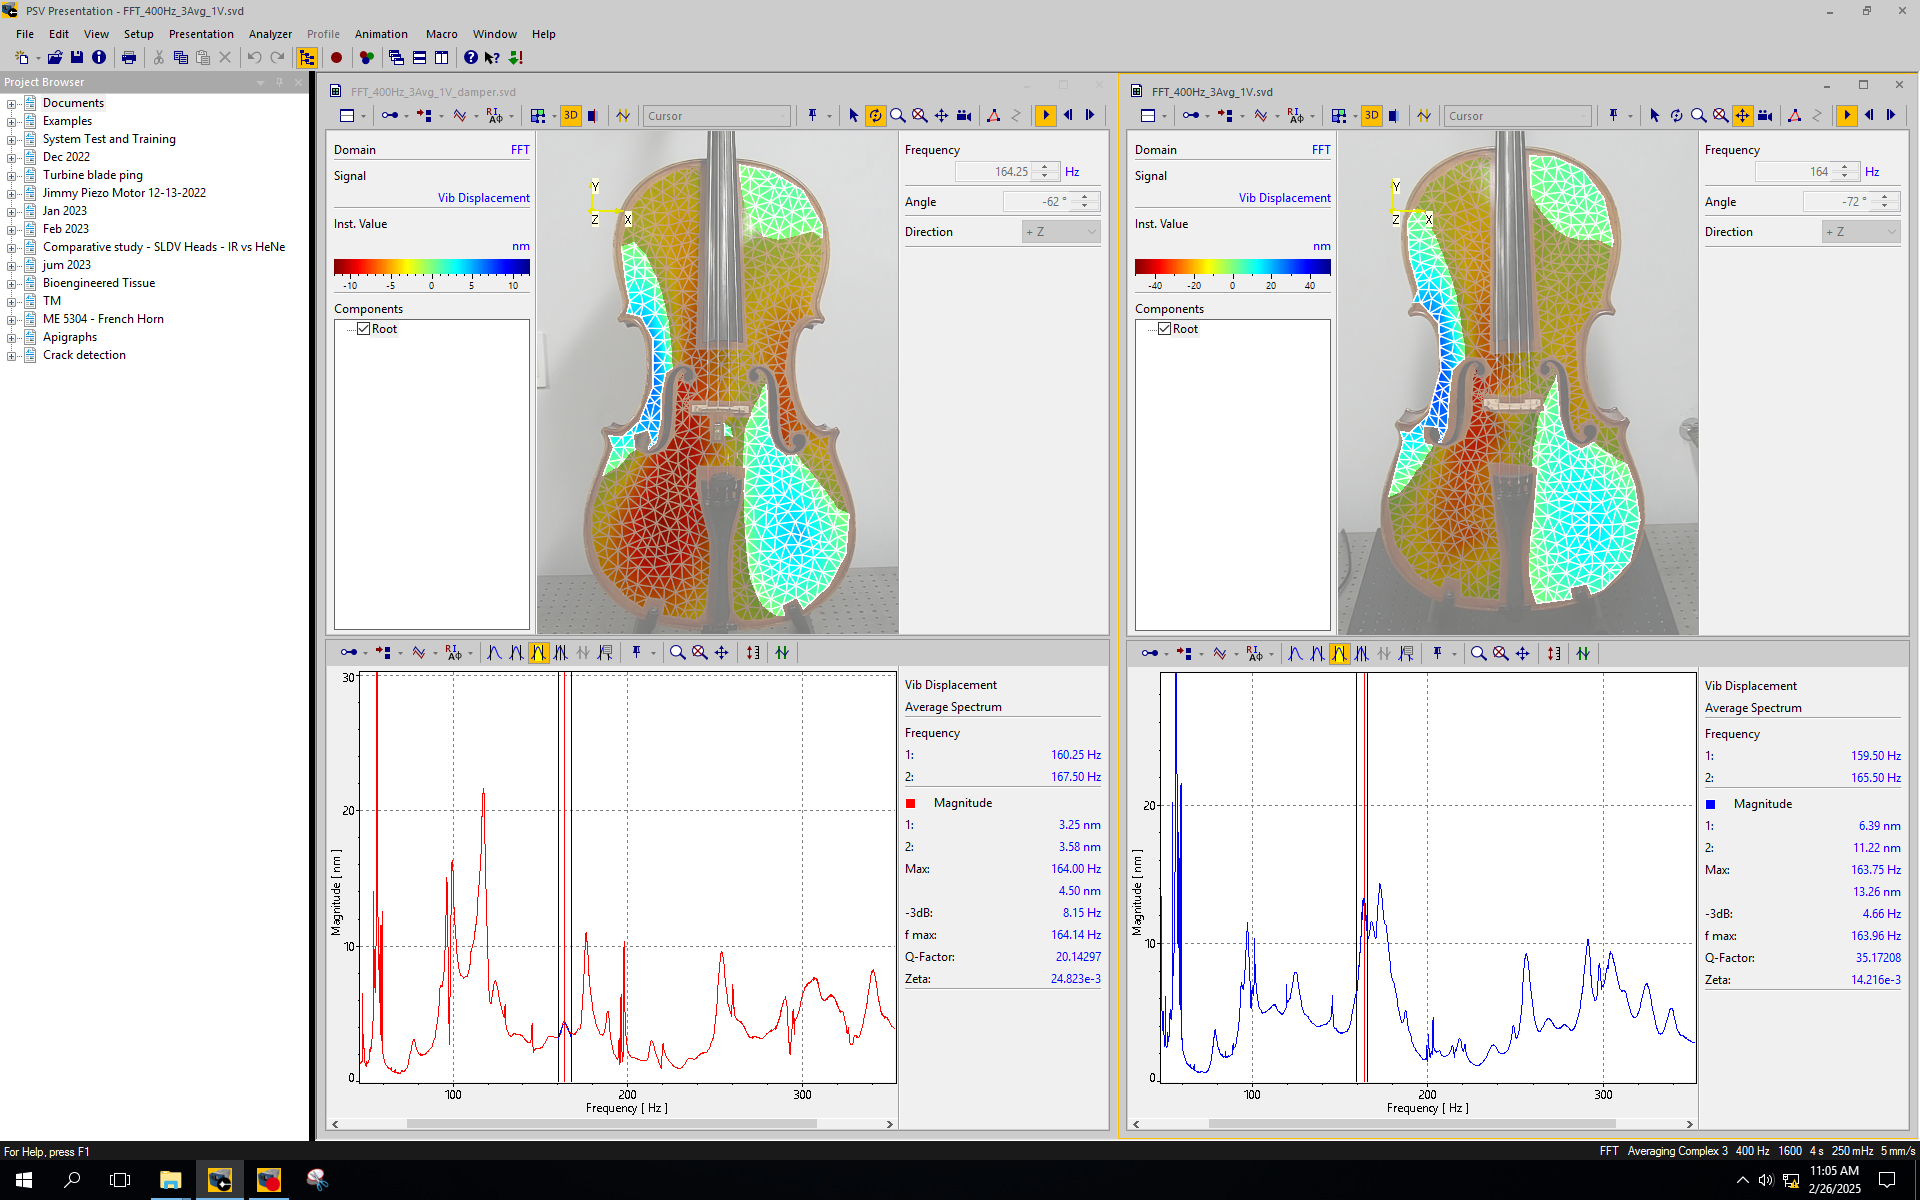 PSV Presentation - FFT_400Hz_3Avg_1V.svd
File Edit View Setup Presentation Analyzer Profile Animation Macro Window Help
Project Browser
Documents
Examples
System Test and Training
Dec 2022
Turbine blade ping
Jimmy Piezo Motor 12-13-2022
Jan 2023
Feb 2023
Comparative study - SLDV Heads - IR vs HeNe
jum 2023
Bioengineered Tissue
TM
ME 5304 - French Horn
Apigraphs
Crack detection
FFT_400Hz_3Avg_1V_damper.svd
3D
Cursor
Domain FFT
Signal
Vib Displacement
Inst. Value
nm
-10 -5 0 5 10
Components
Root
Y
Z X
Frequency
164.25 Hz
Angle -62 °
Direction + Z
30
20
10
0
100 200 300
Magnitude [ nm ]
Frequency [ Hz ]
Vib Displacement
Average Spectrum
Frequency
1: 160.25 Hz
2: 167.50 Hz
Magnitude
1: 3.25 nm
2: 3.58 nm
Max: 164.00 Hz
4.50 nm
-3dB: 8.15 Hz
f max: 164.14 Hz
Q-Factor: 20.14297
Zeta: 24.823e-3
FFT_400Hz_3Avg_1V.svd
3D
Cursor
Domain FFT
Signal
Vib Displacement
Inst. Value
nm
-40 -20 0 20 40
Components
Root
Y
Z X
Frequency
164 Hz
Angle -72 °
Direction + Z
20
10
0
100 200 300
Magnitude [ nm ]
Frequency [ Hz ]
Vib Displacement
Average Spectrum
Frequency
1: 159.50 Hz
2: 165.50 Hz
Magnitude
1: 6.39 nm
2: 11.22 nm
Max: 163.75 Hz
13.26 nm
-3dB: 4.66 Hz
f max: 163.96 Hz
Q-Factor: 35.17208
Zeta: 14.216e-3
For Help, press F1
FFT Averaging Complex 3 400 Hz 1600 4 s 250 mHz 5 mm/s
11:05 AM
2/26/2025